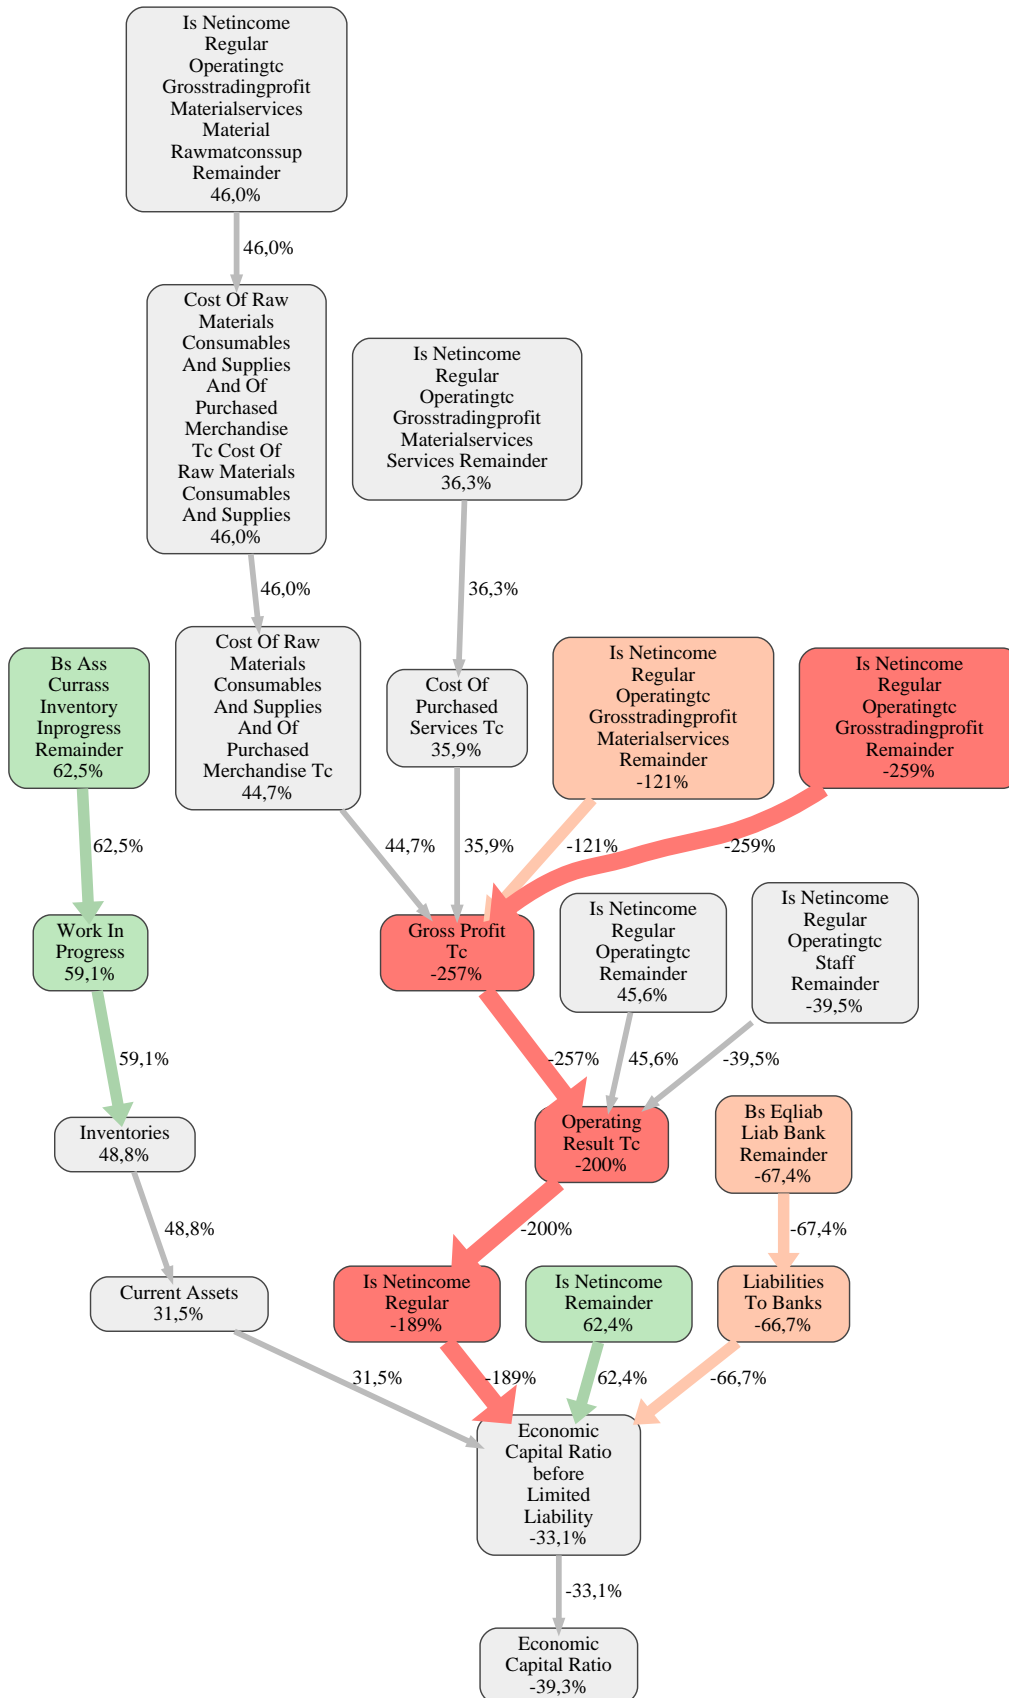 Is Netincome
Regular
Operatingtc
Grosstradingprofit
Materialservices
Material
Rawmatconssup
Remainder
46,0%
46,0%
Cost Of Raw
Materials
Consumables
And Supplies
And Of
Purchased
Merchandise
Tc Cost Of
Raw Materials
Consumables
And Supplies
46,0%
Is Netincome
Regular
Operatingtc
Grosstradingprofit
Materialservices
Services Remainder
36,3%
46,0%
36,3%
Bs Ass
Currass
Inventory
Inprogress
Remainder
62,5%
Cost Of Raw
Materials
Consumables
And Supplies
And Of
Purchased
Merchandise Tc
44,7%
Cost Of
Purchased
Services Tc
35,9%
Is Netincome
Regular
Operatingtc
Grosstradingprofit
Materialservices
Remainder
-121%
Is Netincome
Regular
Operatingtc
Grosstradingprofit
Remainder
-259%
62,5%
44,7%
35,9%
-121%
-259%
Work In
Progress
59,1%
Gross Profit
Tc
-257%
Is Netincome
Regular
Operatingtc
Remainder
45,6%
Is Netincome
Regular
Operatingtc
Staff
Remainder
-39,5%
59,1%
-257%
45,6%
-39,5%
Inventories
48,8%
Operating
Result Tc
-200%
Bs Eqliab
Liab Bank
Remainder
-67,4%
48,8%
-200%
-67,4%
Current Assets
31,5%
Is Netincome
Regular
-189%
Is Netincome
Remainder
62,4%
Liabilities
To Banks
-66,7%
31,5%
-189%
62,4%
-66,7%
Economic
Capital Ratio
before
Limited
Liability
-33,1%
-33,1%
Economic
Capital Ratio
-39,3%